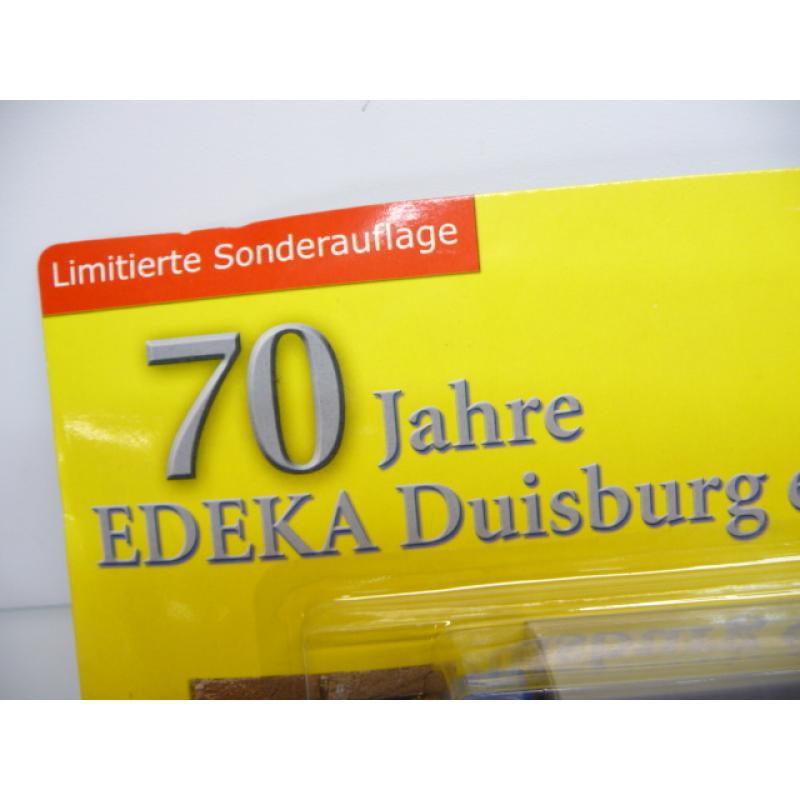 Limitierte Sonderauflage
70 Jahre
EDEKA Duisburg e